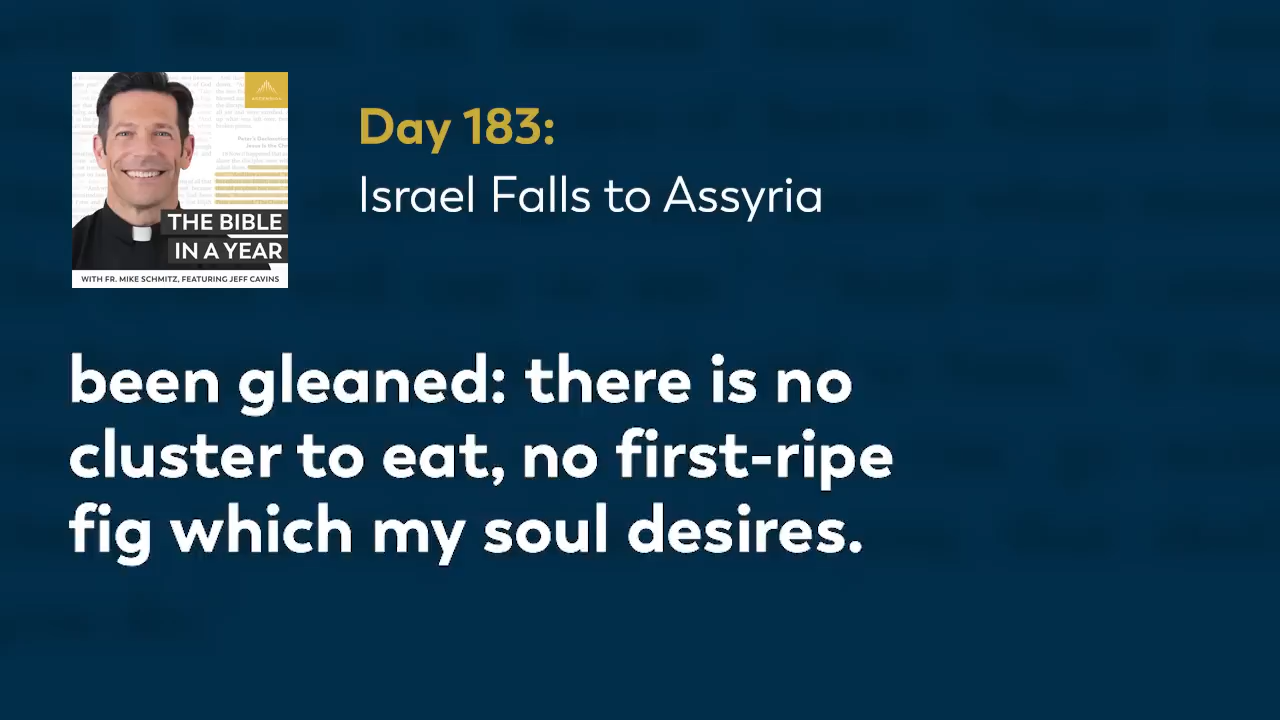 THE BIBLE
IN A YEAR
WITH FR. MIKE SCHMITZ, FEATURING JEFF CAVINS
Day 183:
Israel Falls to Assyria
been gleaned: there is no
cluster to eat, no first-ripe
fig which my soul desires.